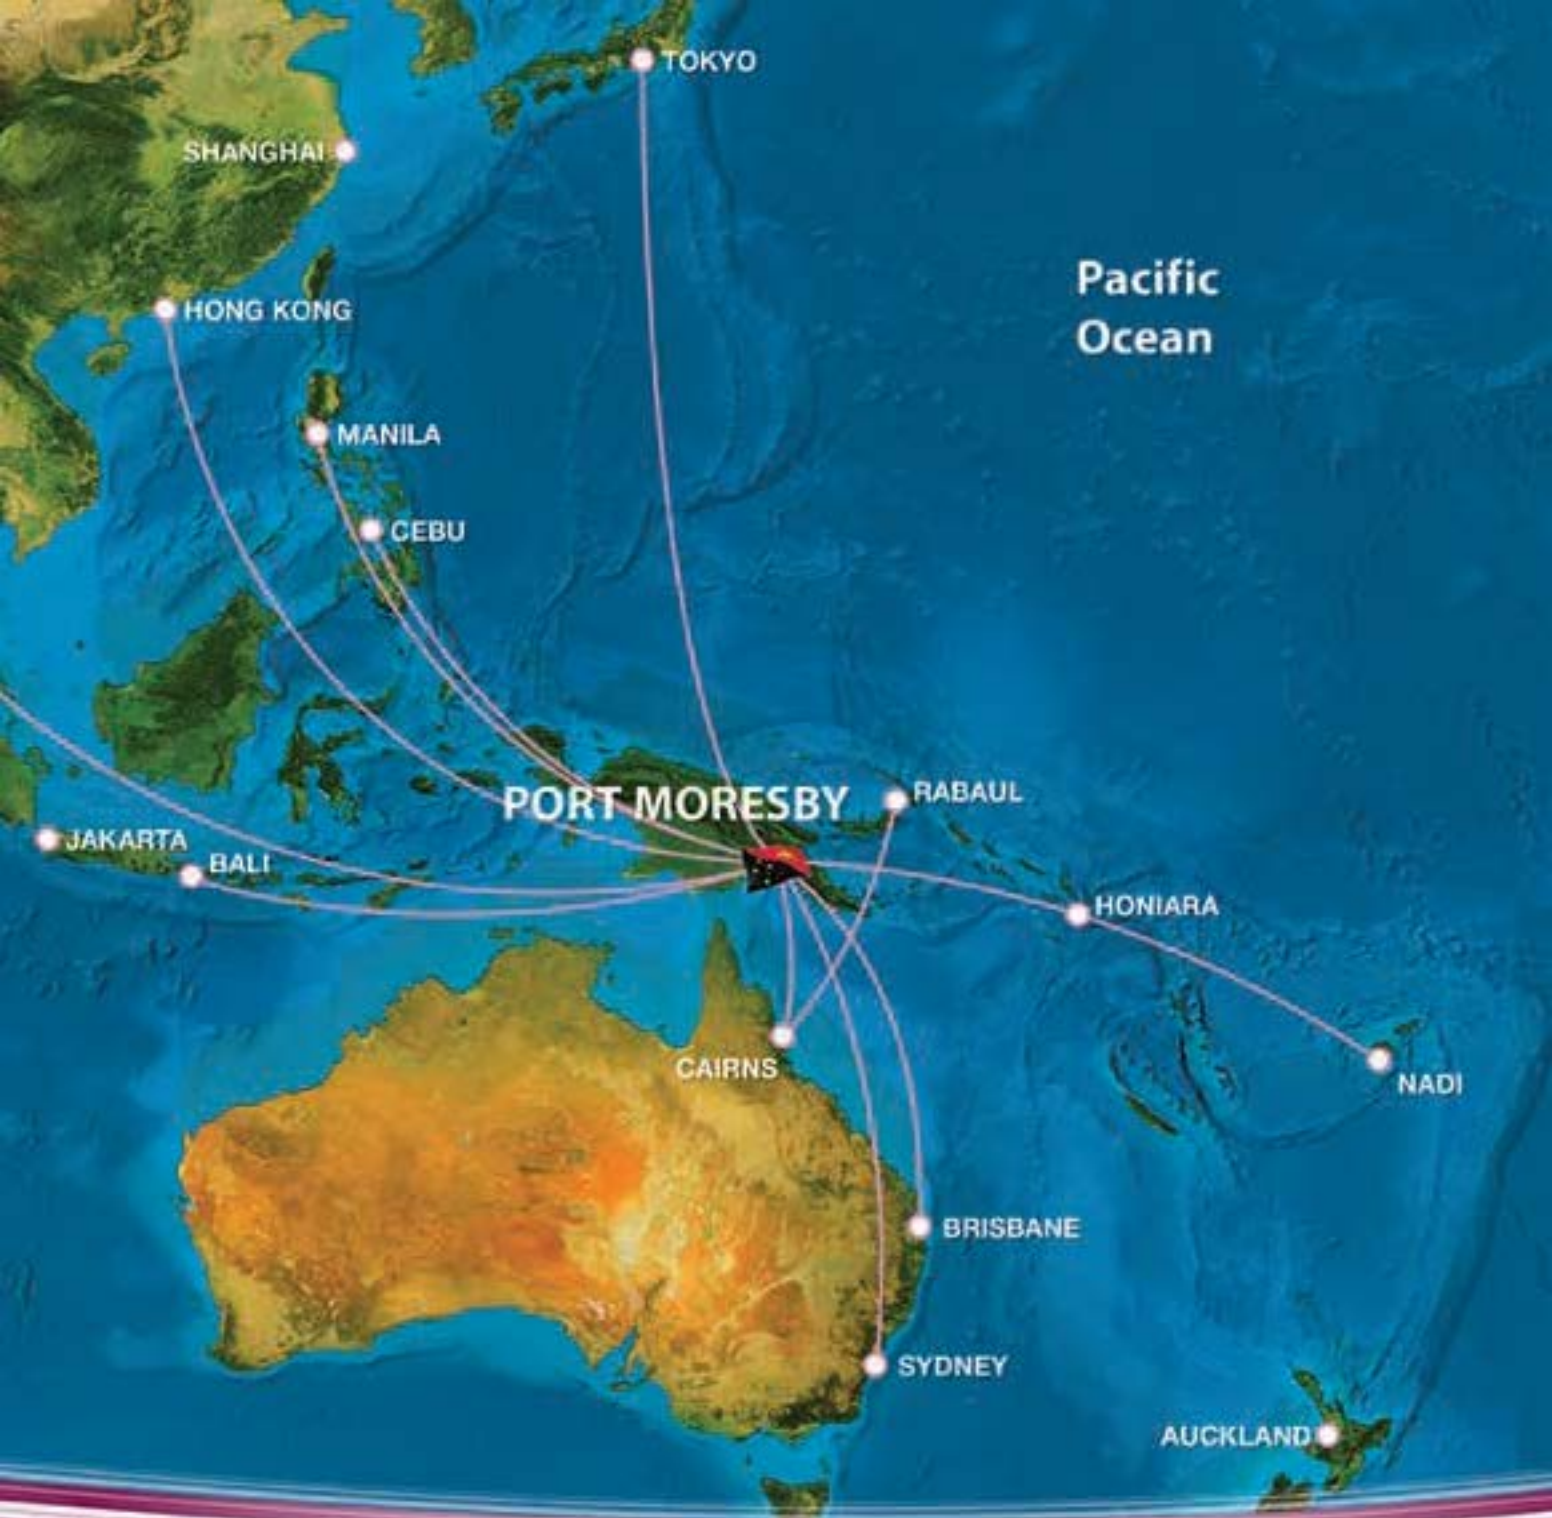 TOKYO
SHANGHAI
Pacific
Ocean
HONG KONG
MANILA
CEBU
PORT MORESBY
RABAUL
JAKARTA
BALI
HONIARA
CAIRNS
NADI
BRISBANE
SYDNEY
AUCKLAND